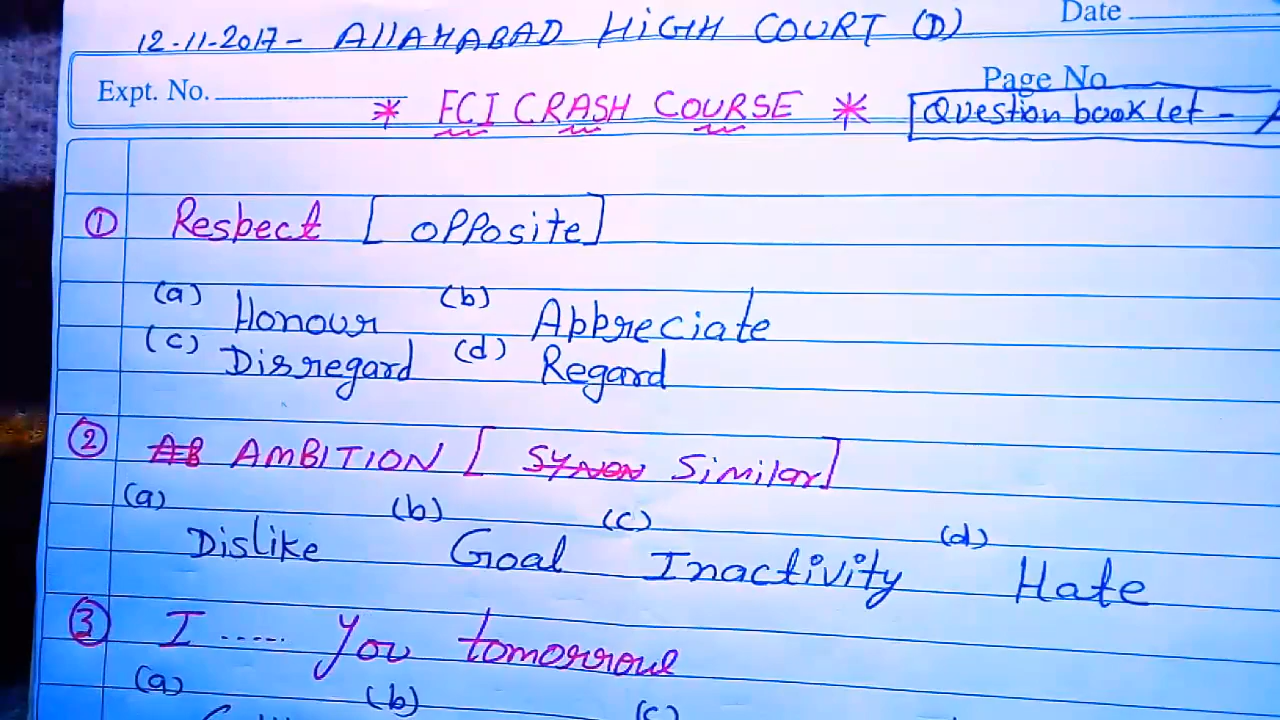 12-11-2017 - ALLAHABAD HIGH COURT (D)
Date
Expt. No.
Page No
* FCI CRASH COURSE *
Question booklet - A
① Respect [ opposite ]
(a) Honour (b) Appreciate
(c) Disregard (d) Regard
② AMBITION [ Similar ]
(a) Dislike (b) Goal (c) Inactivity (d) Hate
③ I ..... you tomorrow
(a) (b) (c)